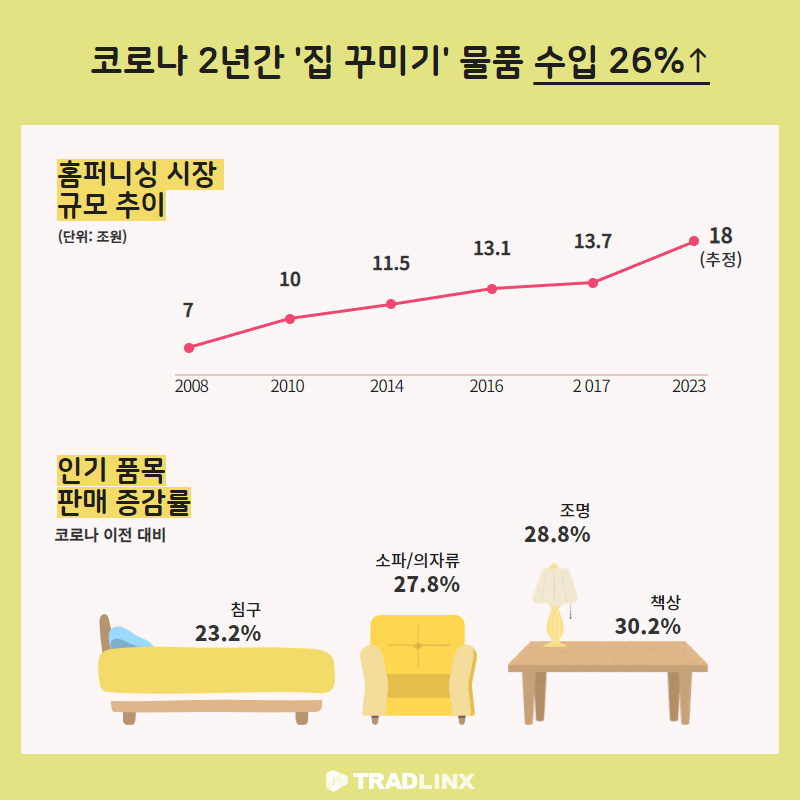 코로나 2년간 '집 꾸미기' 물품 수입 26%↑
홈퍼니싱 시장
규모 추이
(단위: 조원)
7
10
11.5
13.1
13.7
18
(추정)
2008
2010
2014
2016
2 017
2023
인기 품목
판매 증감률
코로나 이전 대비
침구
23.2%
소파/의자류
27.8%
조명
28.8%
책상
30.2%
TRADLINX